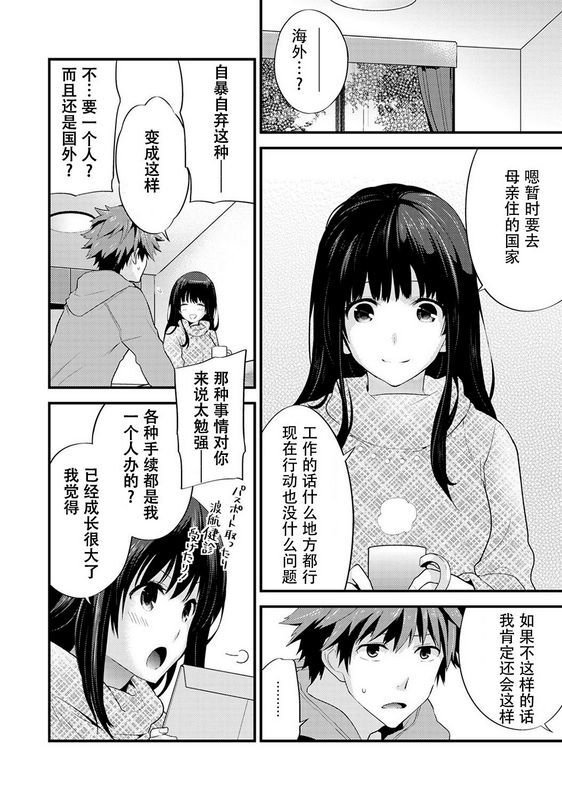 海外…？
嗯暂时要去
母亲住的国家
工作的话什么地方都行
现在行动也没什么问题
如果不这样的话
我肯定还会这样
自暴自弃这种——
变成这样
不…要一个人？
而且还是国外？
那种事情对你
来说太勉强——
各种手续都是我
一个人办的？
パスポート取ったり
渡航健診
受けたり！
已经成长很大了
我觉得